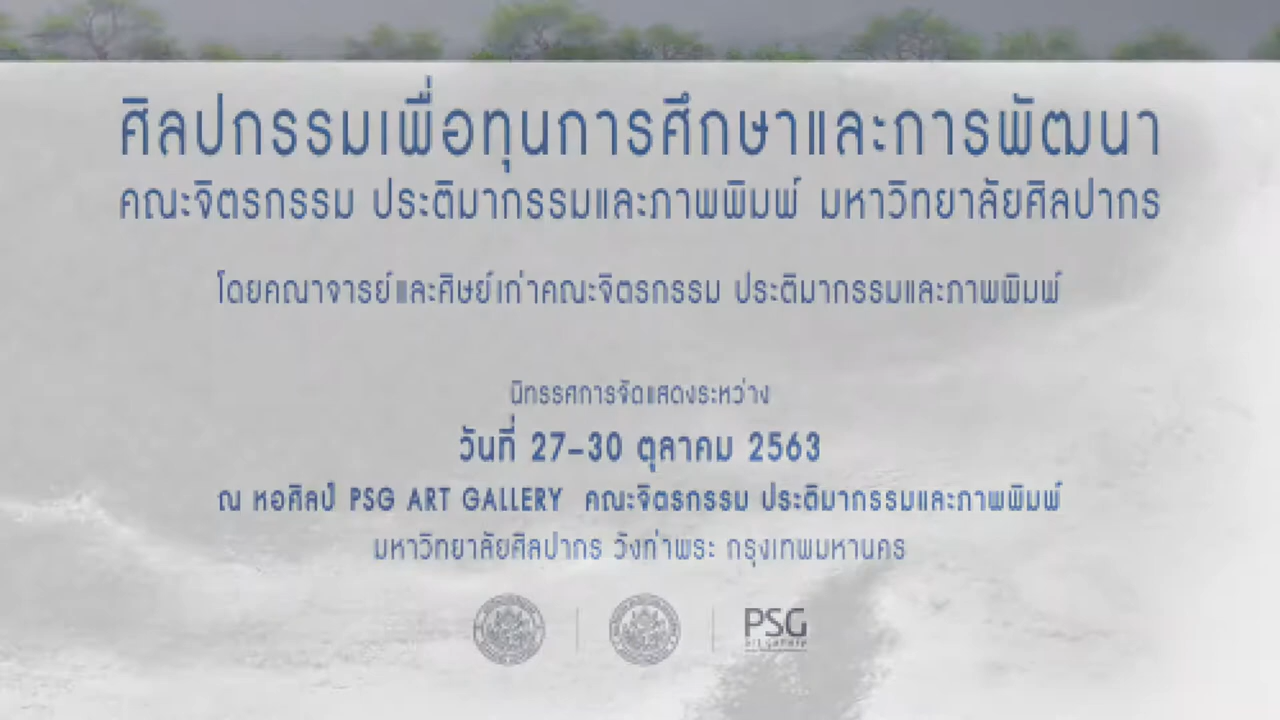 ศิลปกรรมเพื่อทุนการศึกษาและการพัฒนา
คณะจิตรกรรม ประติมากรรมและภาพพิมพ์ มหาวิทยาลัยศิลปากร
โดยคณาจารย์และศิษย์เก่าคณะจิตรกรรม ประติมากรรมและภาพพิมพ์
นิทรรศการจัดแสดงระหว่าง
วันที่ 27-30 ตุลาคม 2563
ณ หอศิลป์ PSG ART GALLERY คณะจิตรกรรม ประติมากรรมและภาพพิมพ์
มหาวิทยาลัยศิลปากร วังท่าพระ กรุงเทพมหานคร
PSG
art gallery